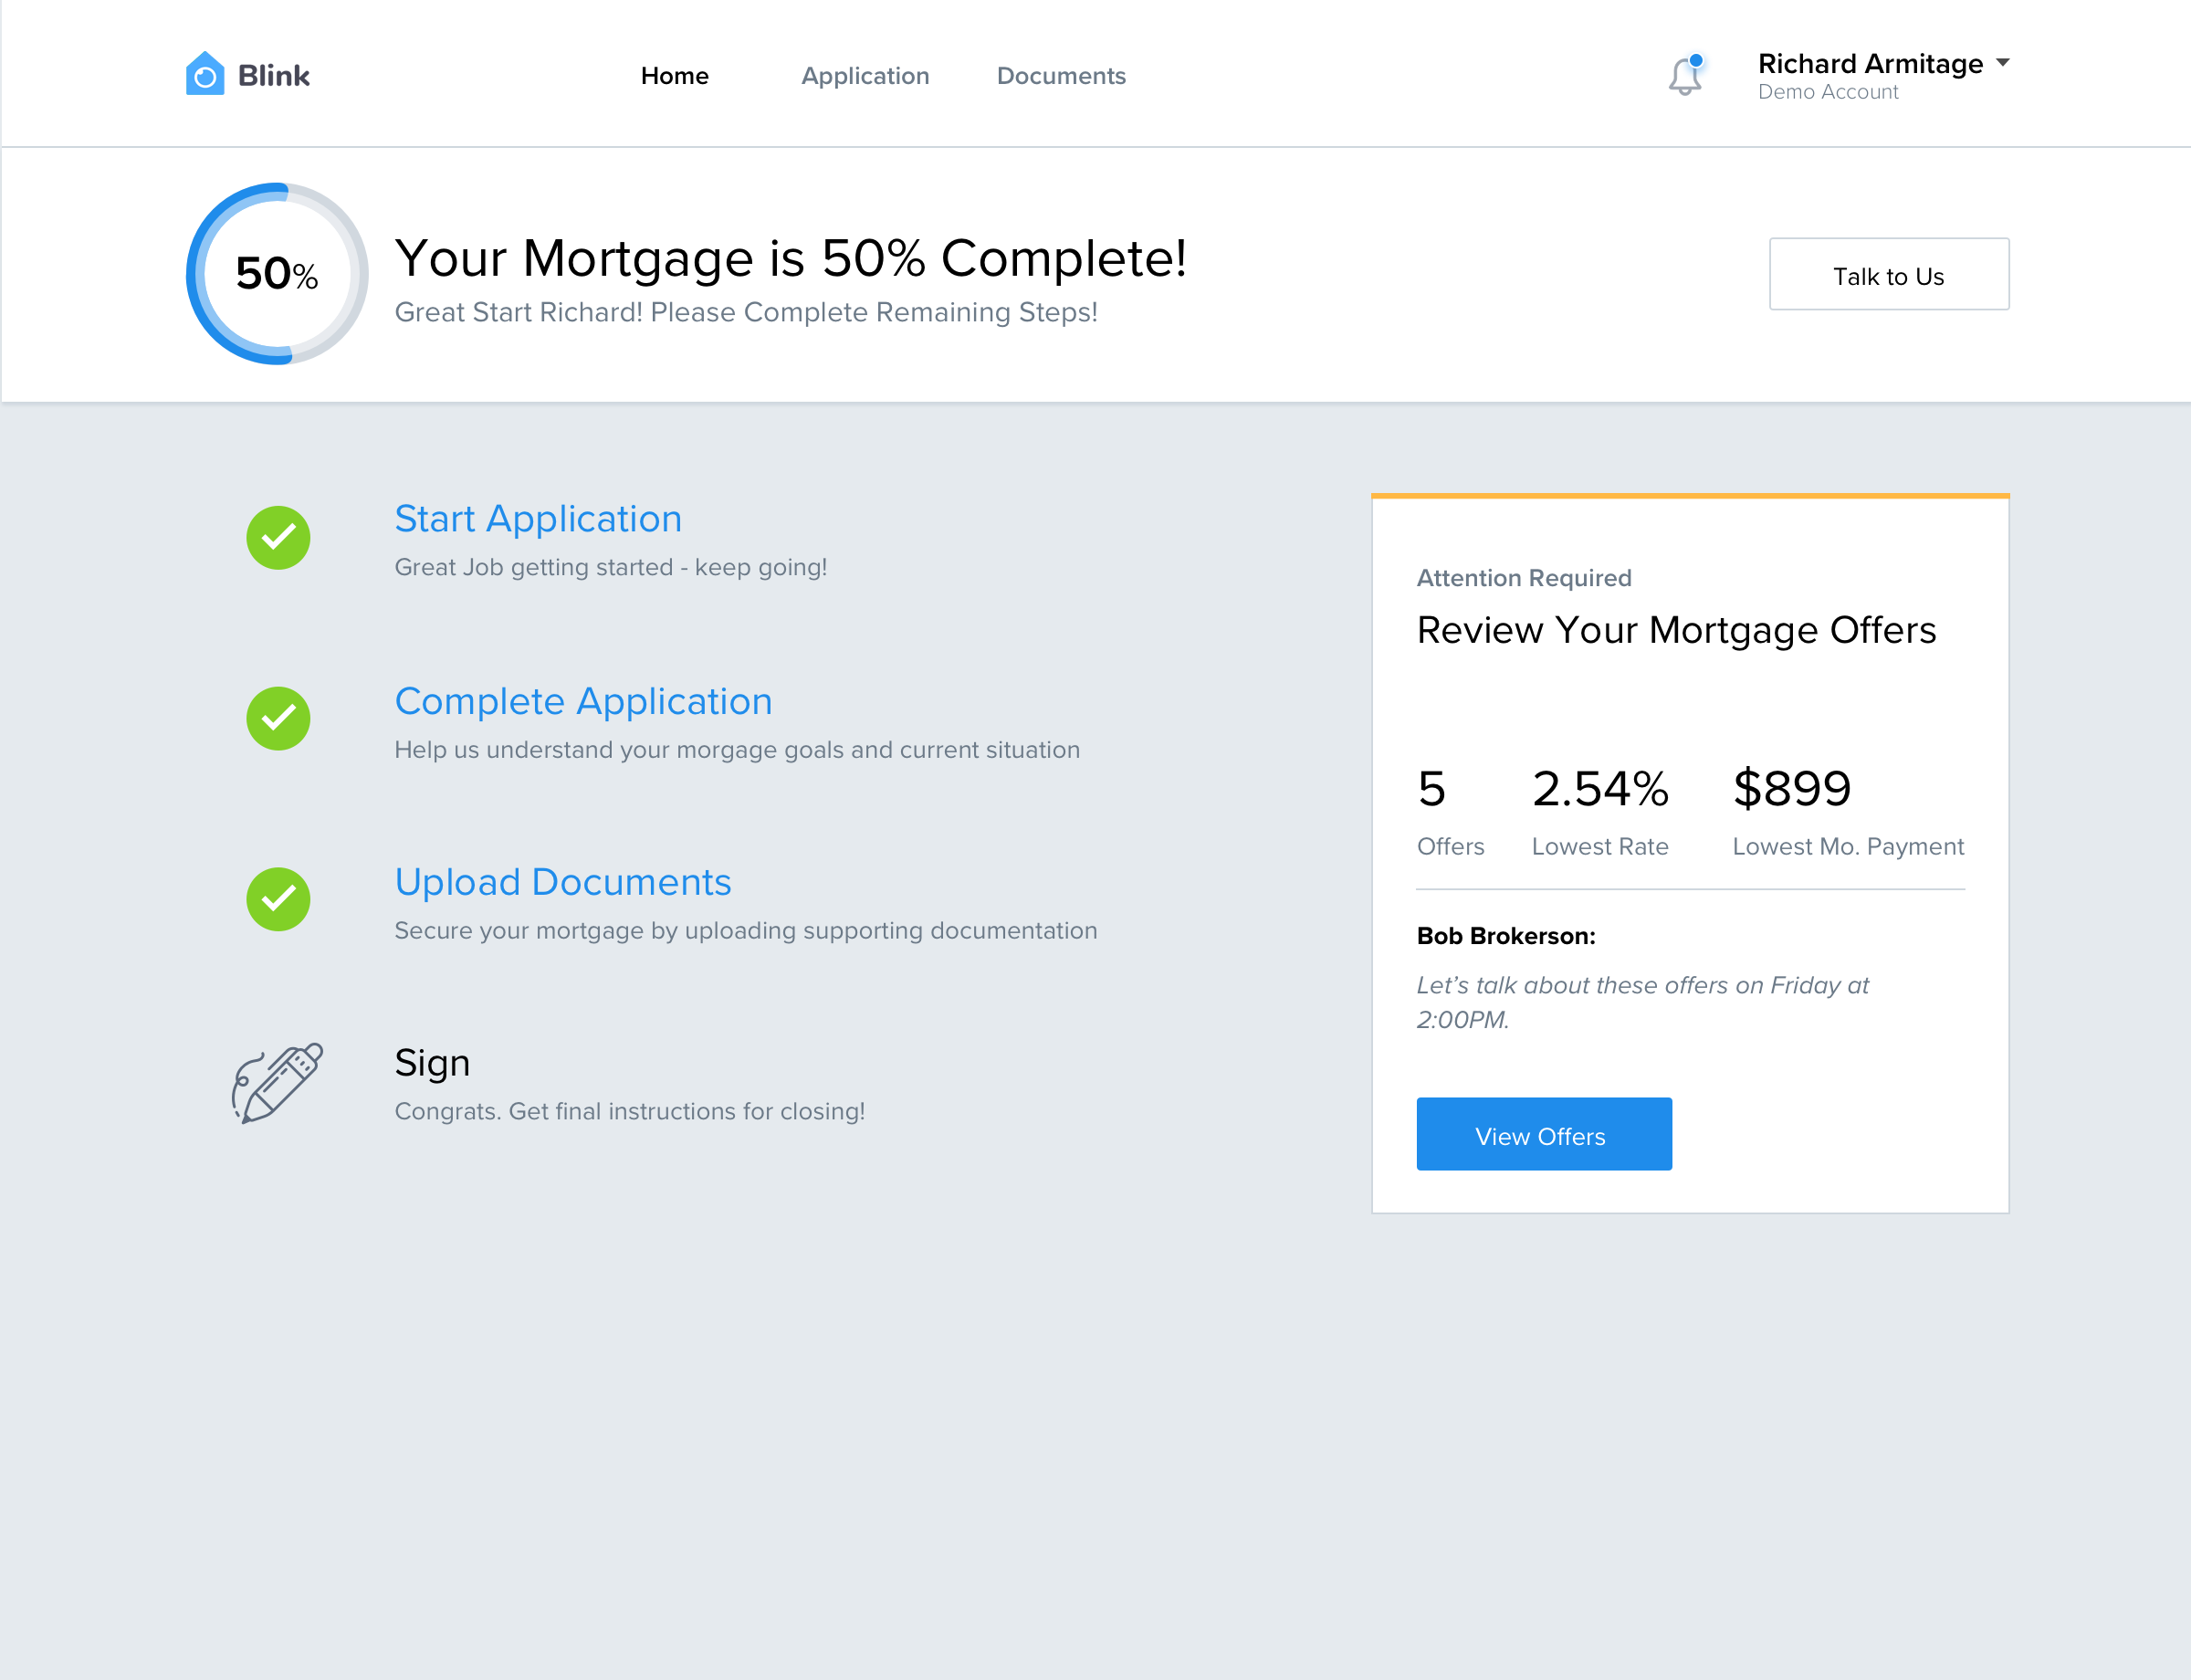 Blink
Home
Application
Documents
Richard Armitage
Demo Account
50%
Your Mortgage is 50% Complete!
Great Start Richard! Please Complete Remaining Steps!
Talk to Us
Start Application
Great Job getting started - keep going!
Complete Application
Help us understand your morgage goals and current situation
Upload Documents
Secure your mortgage by uploading supporting documentation
Sign
Congrats. Get final instructions for closing!
Attention Required
Review Your Mortgage Offers
5
Offers
2.54%
Lowest Rate
$899
Lowest Mo. Payment
Bob Brokerson:
Let’s talk about these offers on Friday at
2:00PM.
View Offers